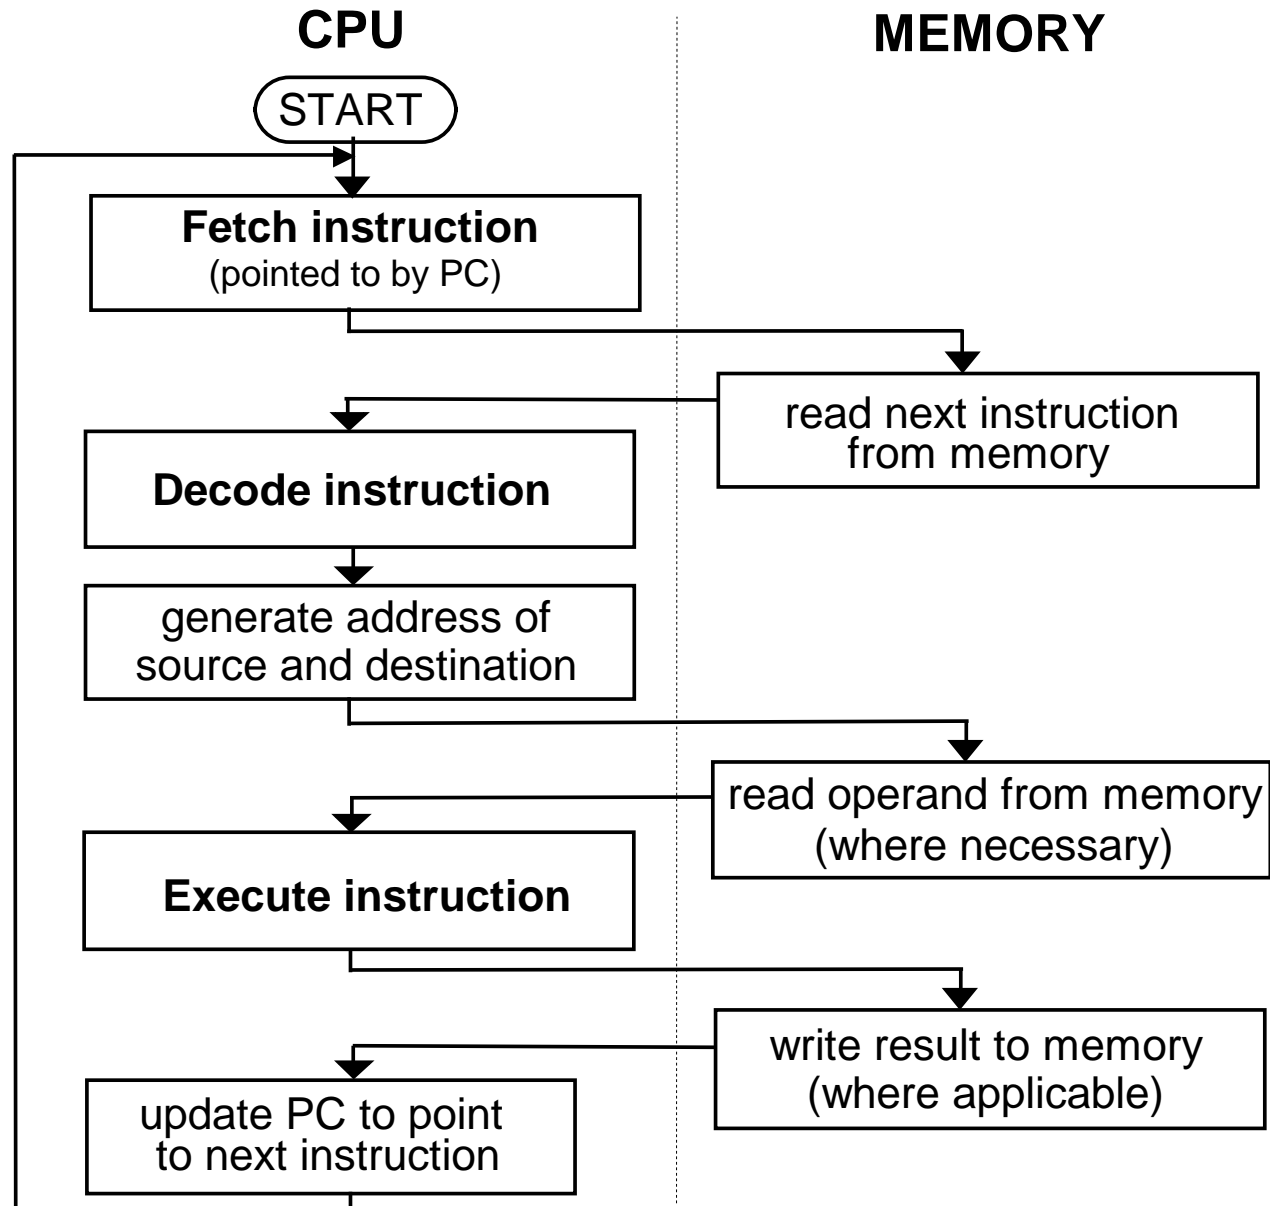 CPU
MEMORY
START
Fetch instruction
(pointed to by PC)
read next instruction
from memory
Decode instruction
generate address of
source and destination
read operand from memory
(where necessary)
Execute instruction
write result to memory
(where applicable)
update PC to point
to next instruction